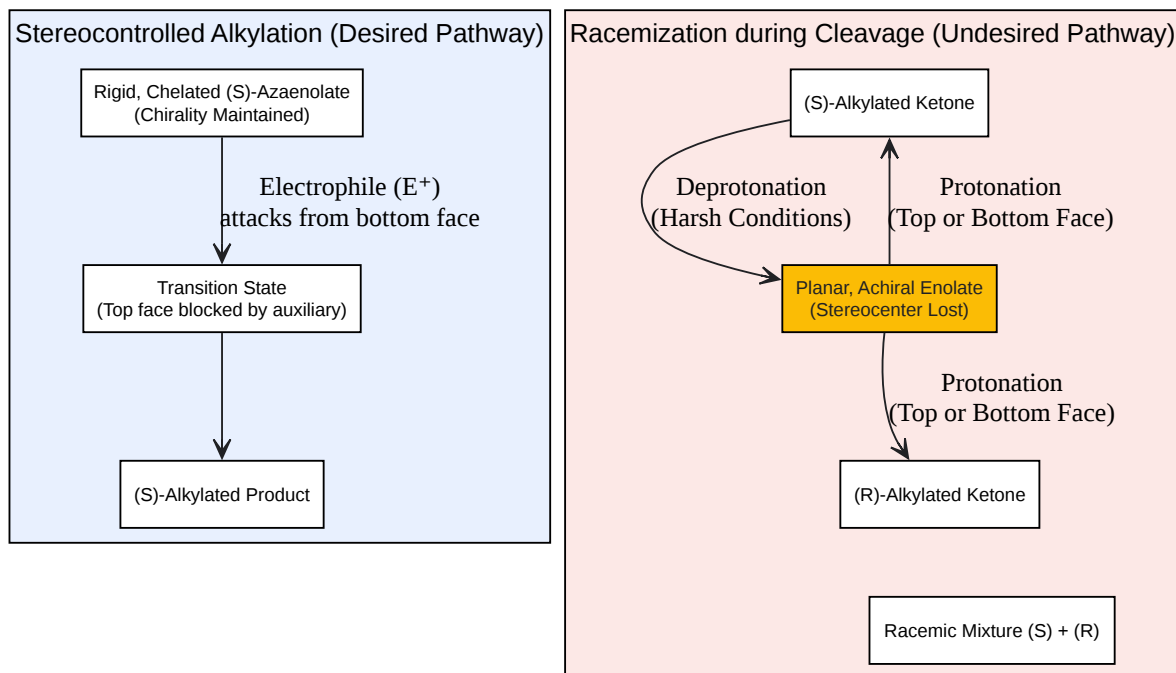 Stereocontrolled Alkylation (Desired Pathway)
Rigid, Chelated (S)-Azaenolate
(Chirality Maintained)
Electrophile (E⁺)
attacks from bottom face
Transition State
(Top face blocked by auxiliary)
(S)-Alkylated Product
Racemization during Cleavage (Undesired Pathway)
(S)-Alkylated Ketone
Deprotonation
(Harsh Conditions)
Protonation
(Top or Bottom Face)
Planar, Achiral Enolate
(Stereocenter Lost)
Protonation
(Top or Bottom Face)
(R)-Alkylated Ketone
Racemic Mixture (S) + (R)